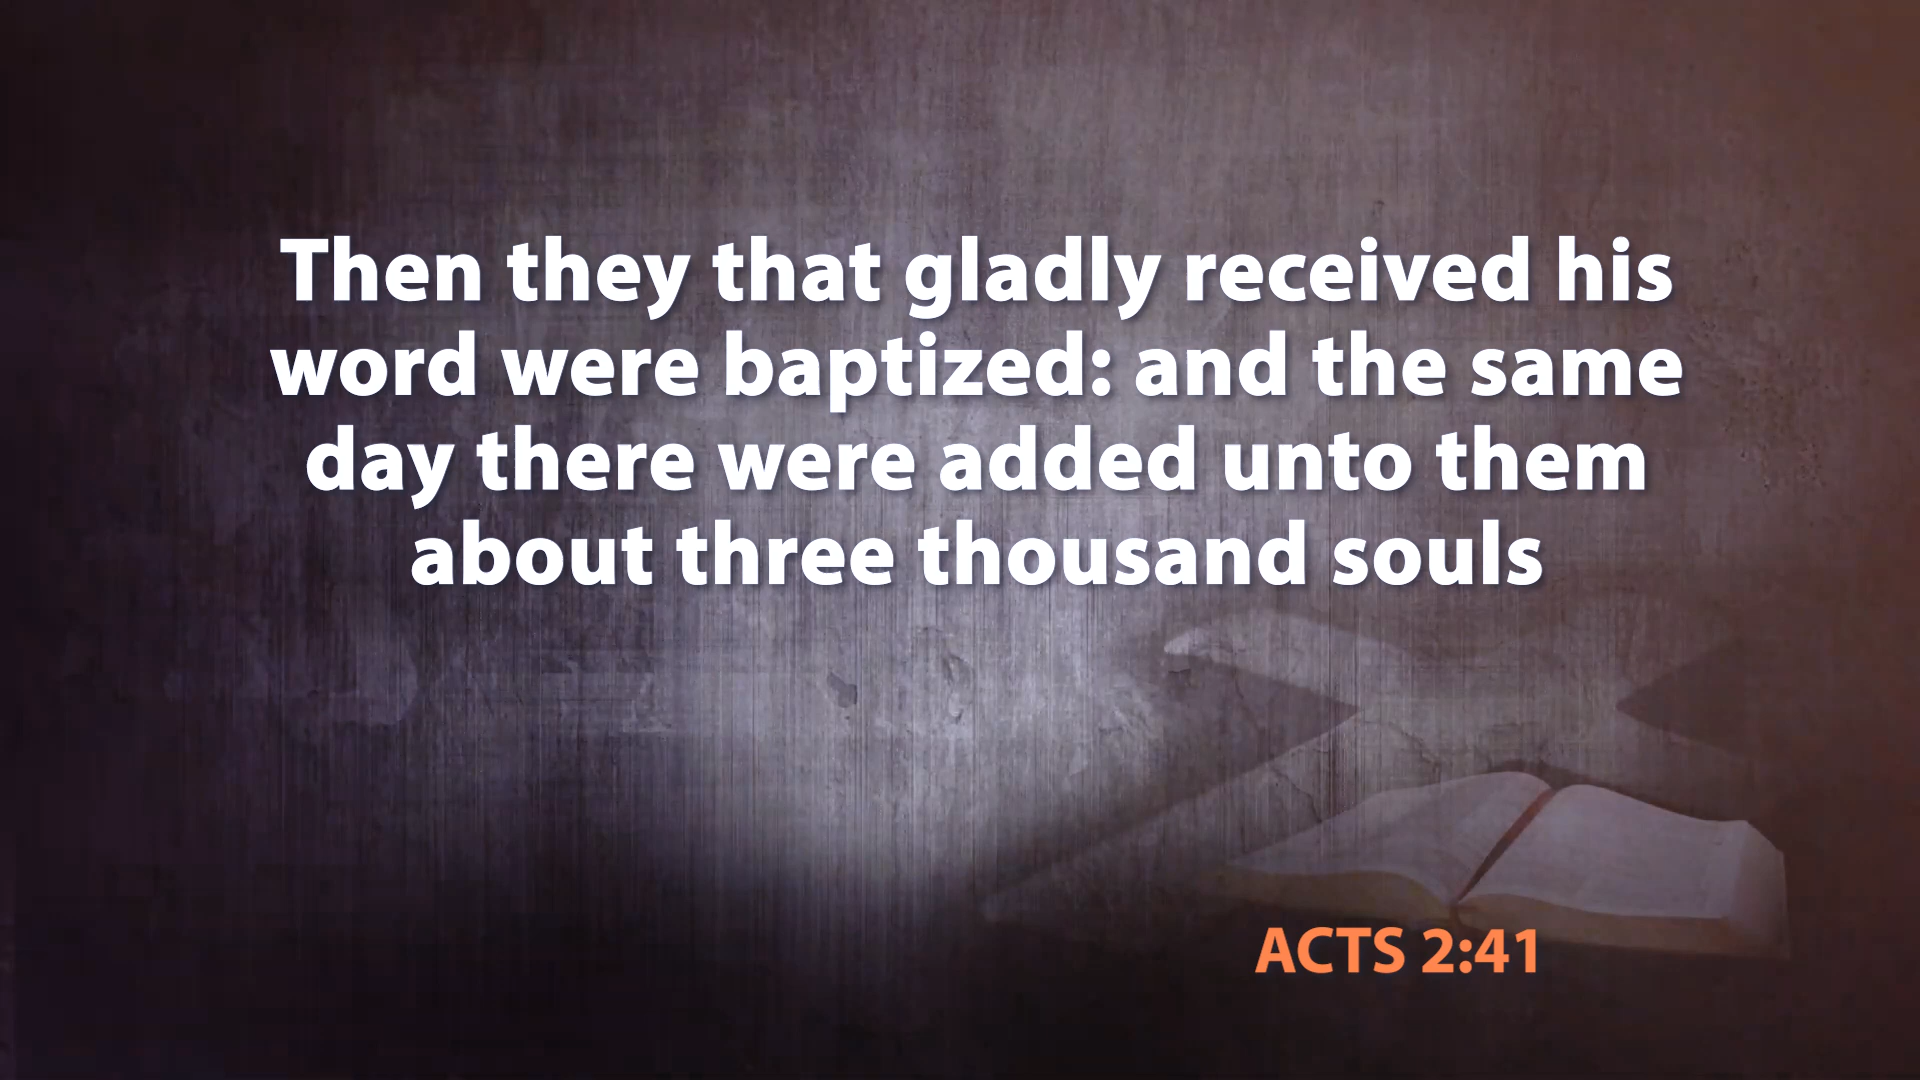 Then they that gladly received his
word were baptized: and the same
day there were added unto them
about three thousand souls
ACTS 2:41